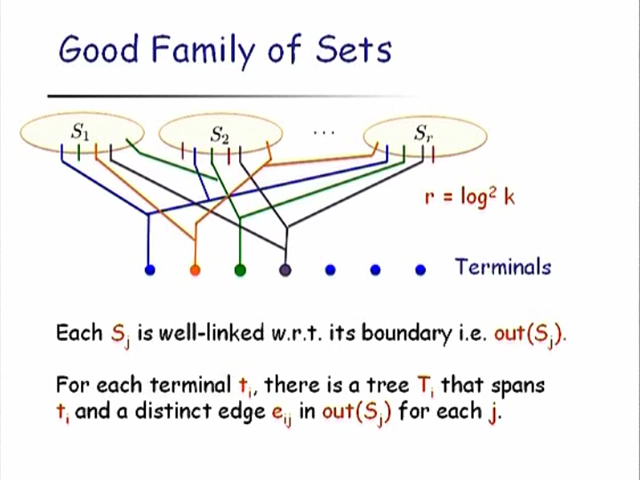 Good Family of Sets
S₁ S₂ ... Sᵣ
r = log² k
Terminals
Each Sⱼ is well-linked w.r.t. its boundary i.e. out(Sⱼ).
For each terminal tᵢ, there is a tree Tᵢ that spans
tᵢ and a distinct edge eᵢⱼ in out(Sⱼ) for each j.